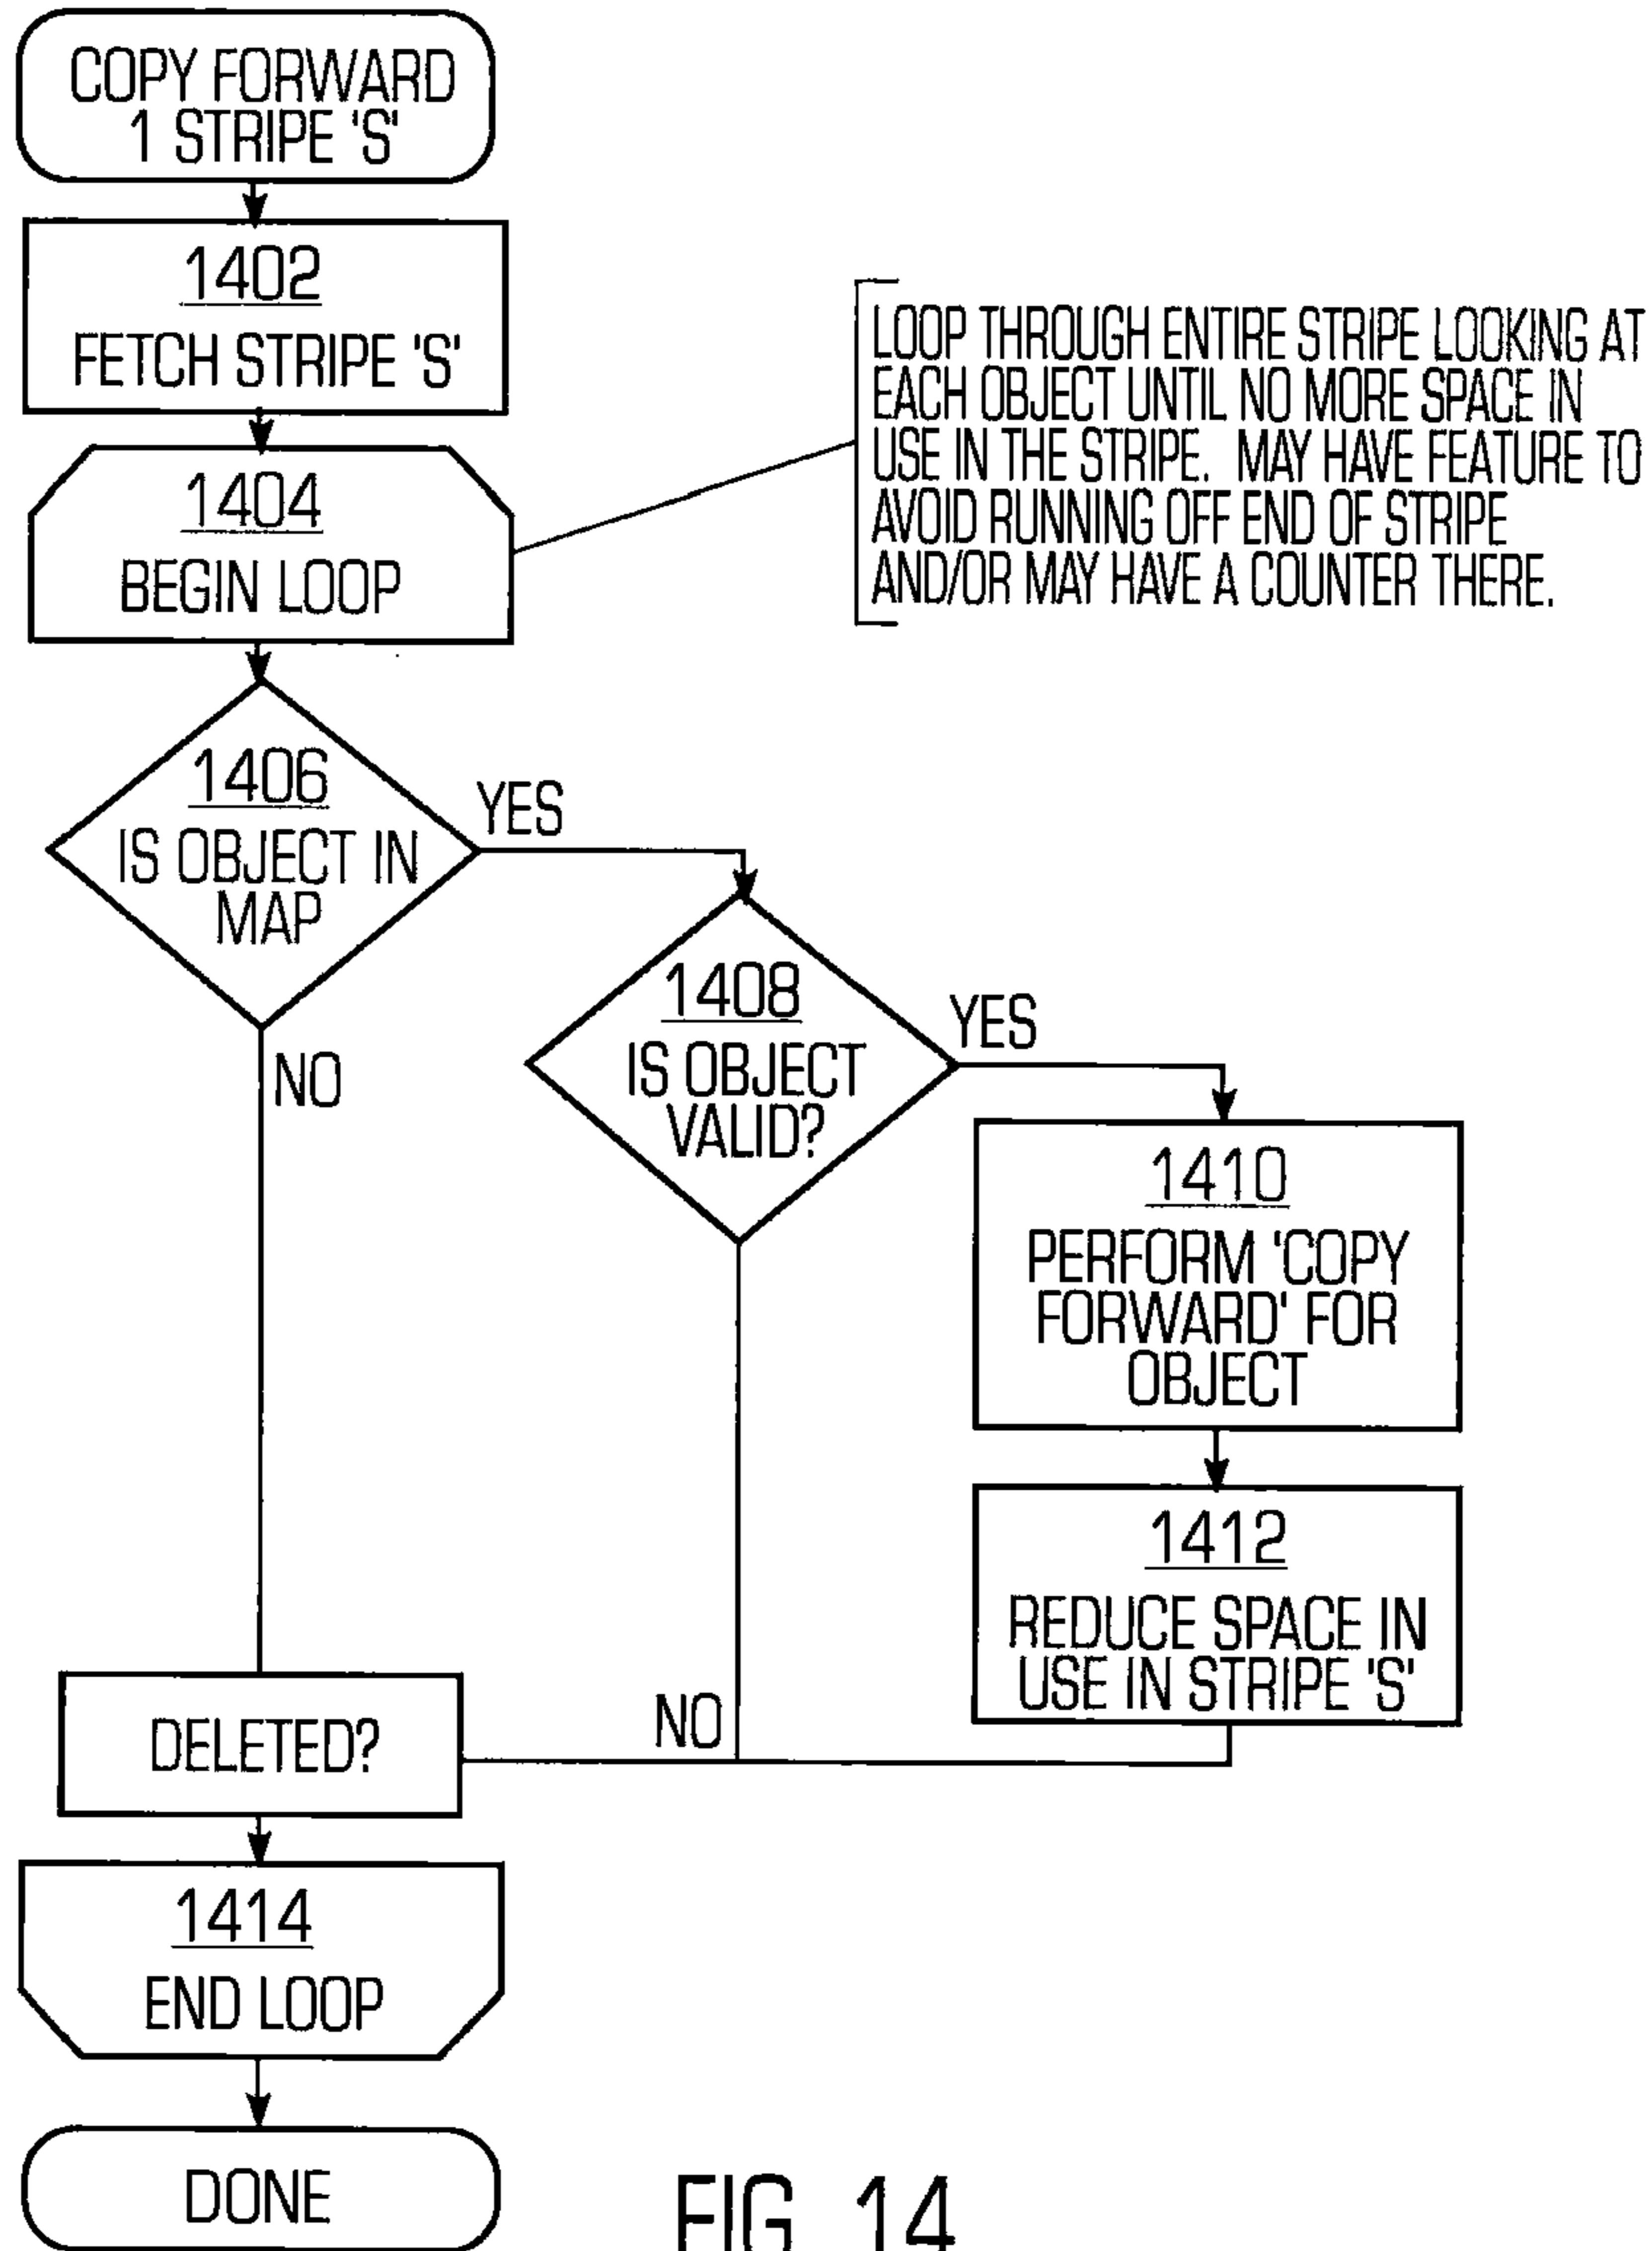 COPY FORWARD
1 STRIPE 'S'
1402
FETCH STRIPE 'S'
1404
BEGIN LOOP
LOOP THROUGH ENTIRE STRIPE LOOKING AT
EACH OBJECT UNTIL NO MORE SPACE IN
USE IN THE STRIPE. MAY HAVE FEATURE TO
AVOID RUNNING OFF END OF STRIPE
AND/OR MAY HAVE A COUNTER THERE.
1406
IS OBJECT IN
MAP
YES
NO
1408
IS OBJECT
VALID?
YES
NO
1410
PERFORM 'COPY
FORWARD' FOR
OBJECT
1412
REDUCE SPACE IN
USE IN STRIPE 'S'
DELETED?
1414
END LOOP
DONE
FIG. 14